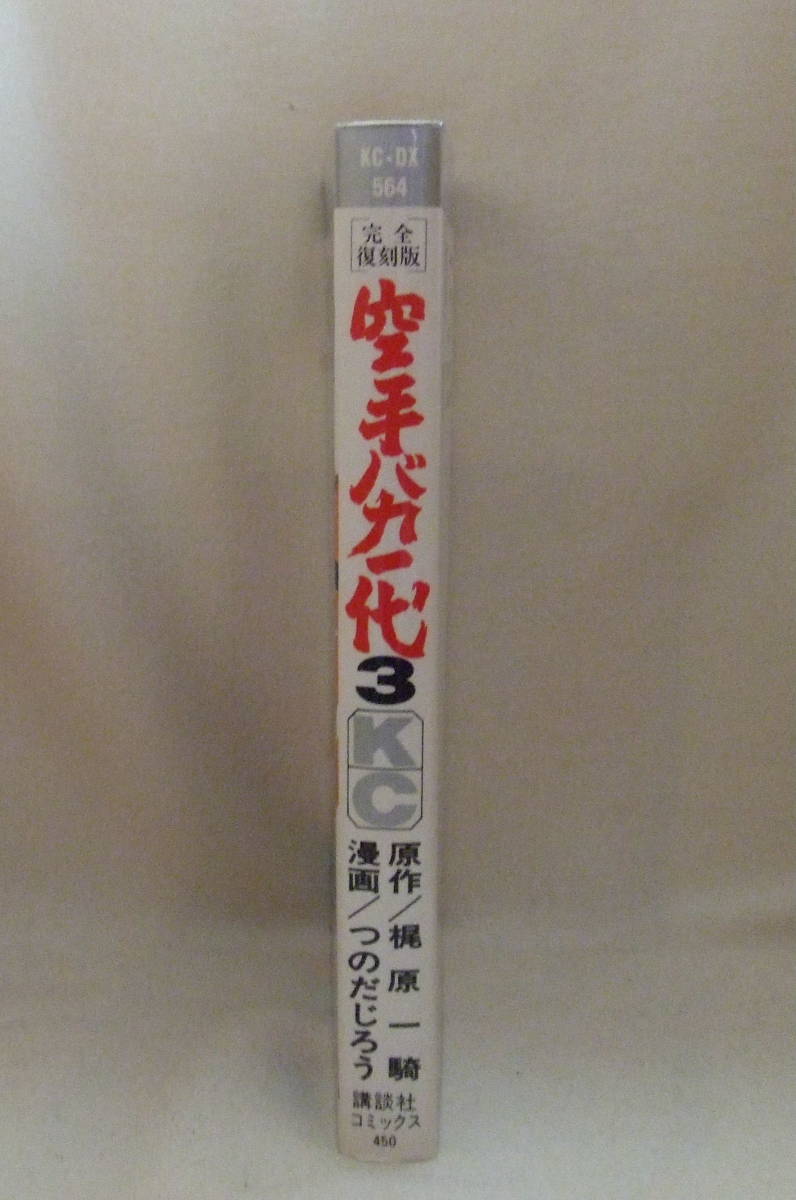 KC・DX
564
完全
復刻版
空手バカ一代
3
KC
原作/梶原一騎
漫画/つのだじろう
講談社
コミックス
450